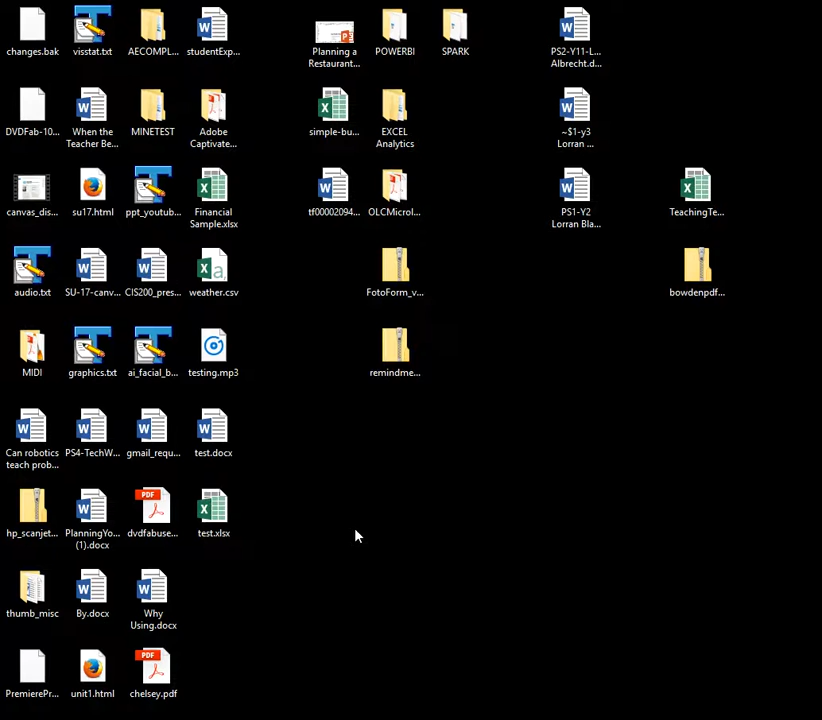 changes.bak
visstat.txt
AECOMPL...
studentExp...
Planning a
Restaurant...
POWERBI
SPARK
PS2-Y11-L...
Albrecht.d...
DVDFab-10...
When the
Teacher Be...
MINETEST
Adobe
Captivate...
simple-bu...
EXCEL
Analytics
~$1-y3
Lorran ...
canvas_dis...
su17.html
ppt_youtub...
Financial
Sample.xlsx
tf00002094...
OLCMicrol...
PS1-Y2
Lorran Bla...
TeachingTe...
audio.txt
SU-17-canv...
CIS200_pres...
weather.csv
FotoForm_v...
bowdenpdf...
MIDI
graphics.txt
ai_facial_b...
testing.mp3
remindme...
Can robotics
teach prob...
PS4-TechW...
gmail_requ...
test.docx
hp_scanjet...
PlanningYo...
(1).docx
PDF
dvdfabuse...
test.xlsx
thumb_misc
By.docx
Why
Using.docx
PremierePr...
unit1.html
PDF
chelsey.pdf